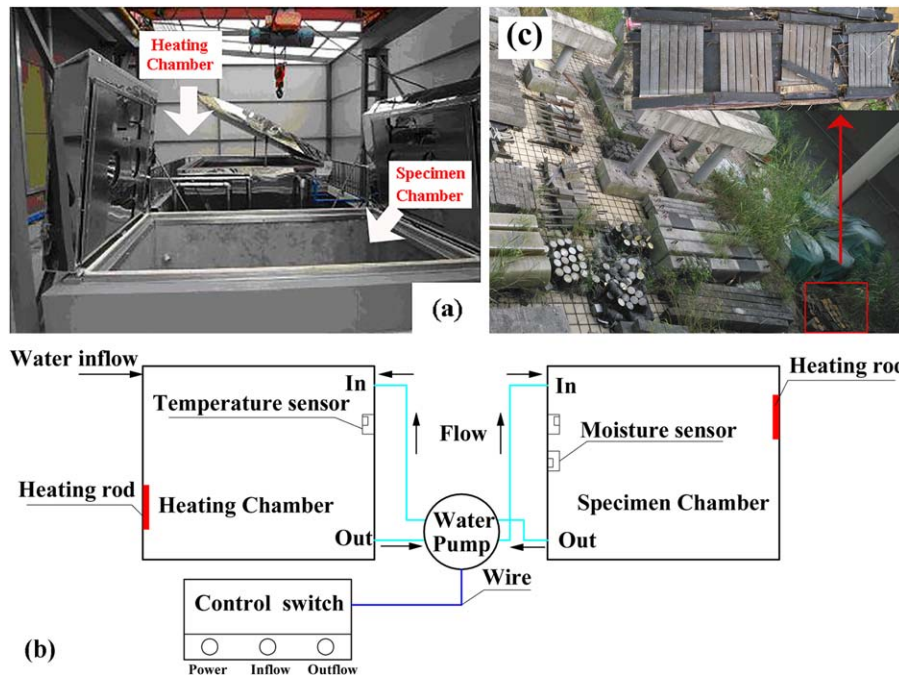 Heating
Chamber
Specimen
Chamber
(a)
(c)
Water inflow
In
Temperature sensor
Heating rod
Heating Chamber
Out
Flow
Water
Pump
Wire
In
Heating rod
Moisture sensor
Specimen Chamber
Out
Control switch
Power
Inflow
Outflow
(b)